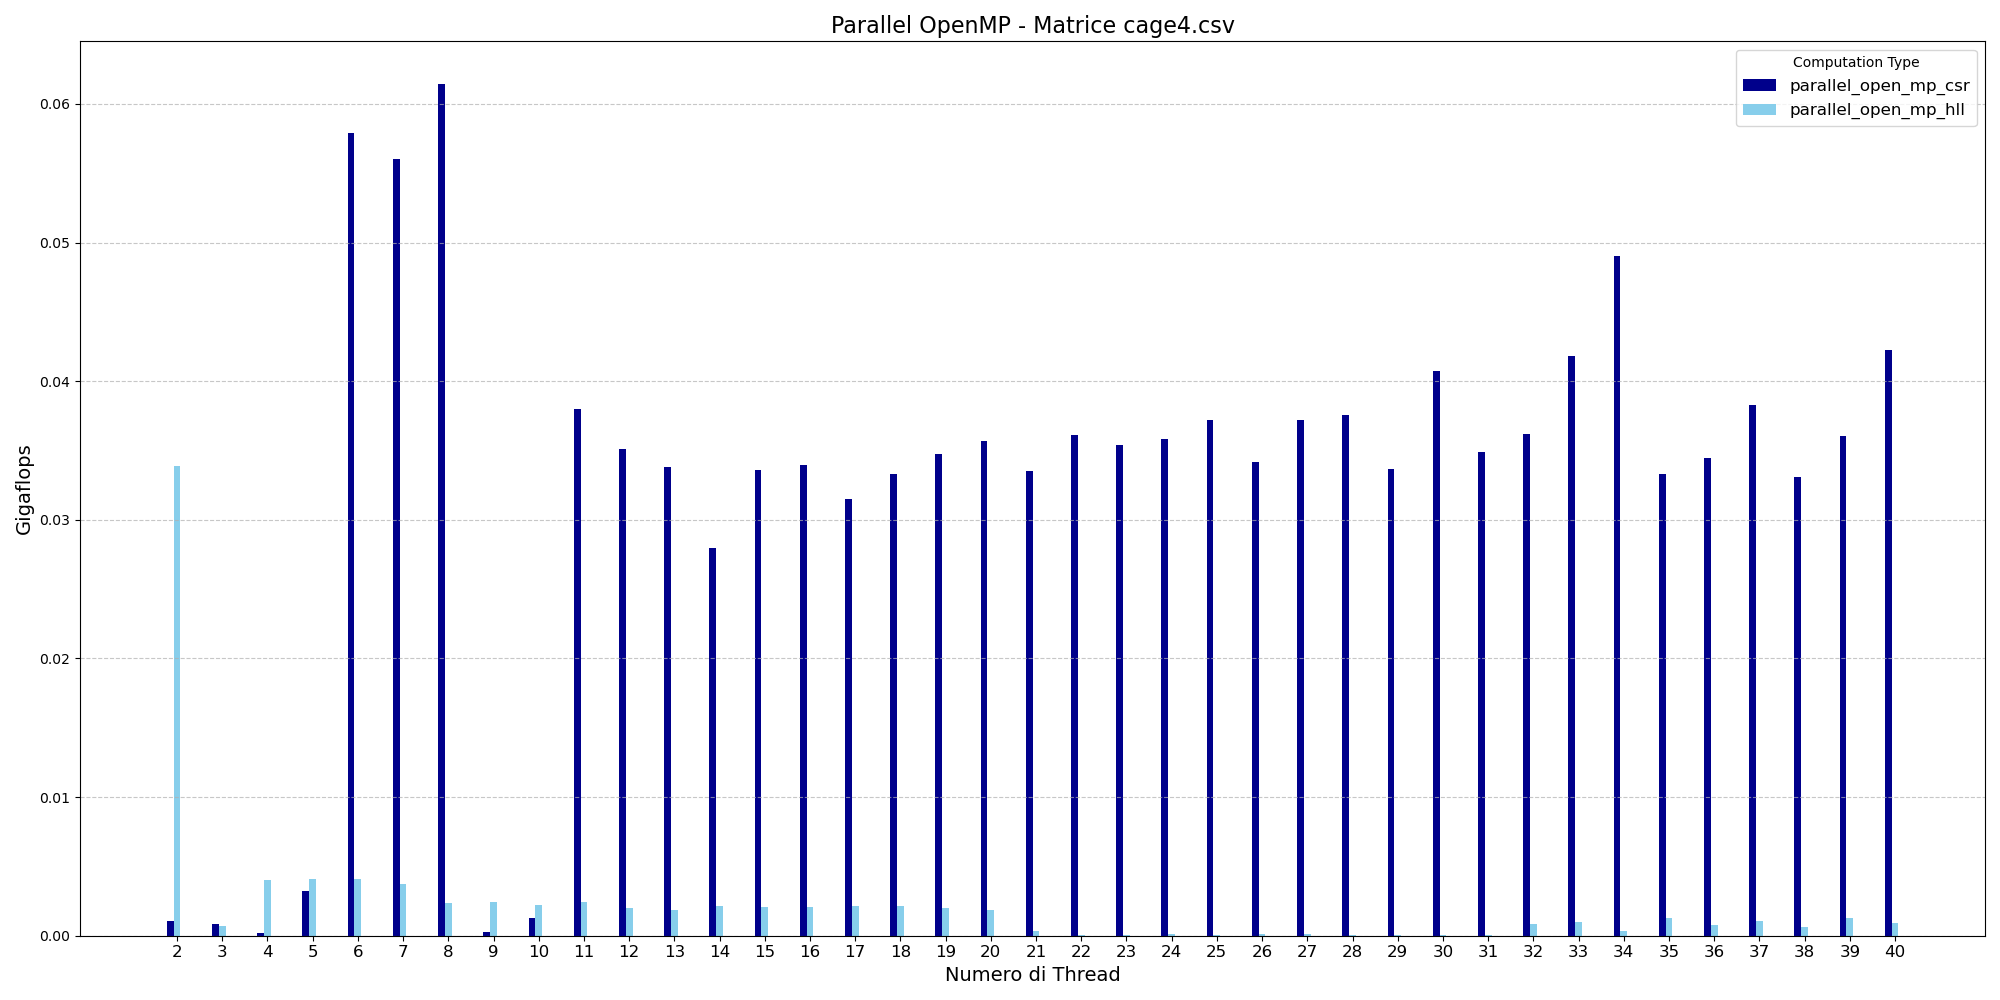 Parallel OpenMP - Matrice cage4.csv
Computation Type
parallel_open_mp_csr
parallel_open_mp_hll
Gigaflops
0.06
0.05
0.04
0.03
0.02
0.01
0.00
2 3 4 5 6 7 8 9 10 11 12 13 14 15 16 17 18 19 20 21 22 23 24 25 26 27 28 29 30 31 32 33 34 35 36 37 38 39 40
Numero di Thread